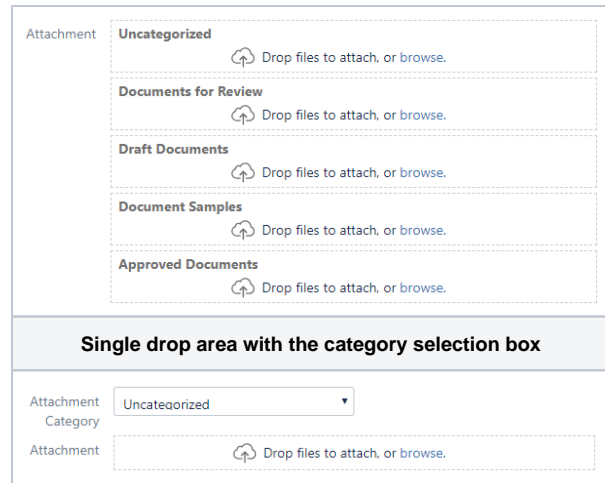 Attachment
Uncategorized
Drop files to attach, or browse.
Documents for Review
Drop files to attach, or browse.
Draft Documents
Drop files to attach, or browse.
Document Samples
Drop files to attach, or browse.
Approved Documents
Drop files to attach, or browse.
Single drop area with the category selection box
Attachment
Category
Uncategorized
Attachment
Drop files to attach, or browse.